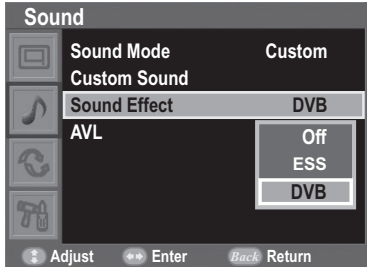 Sound
Sound Mode Custom
Custom Sound
Sound Effect DVB
AVL
Off
ESS
DVB
Adjust Enter Back Return